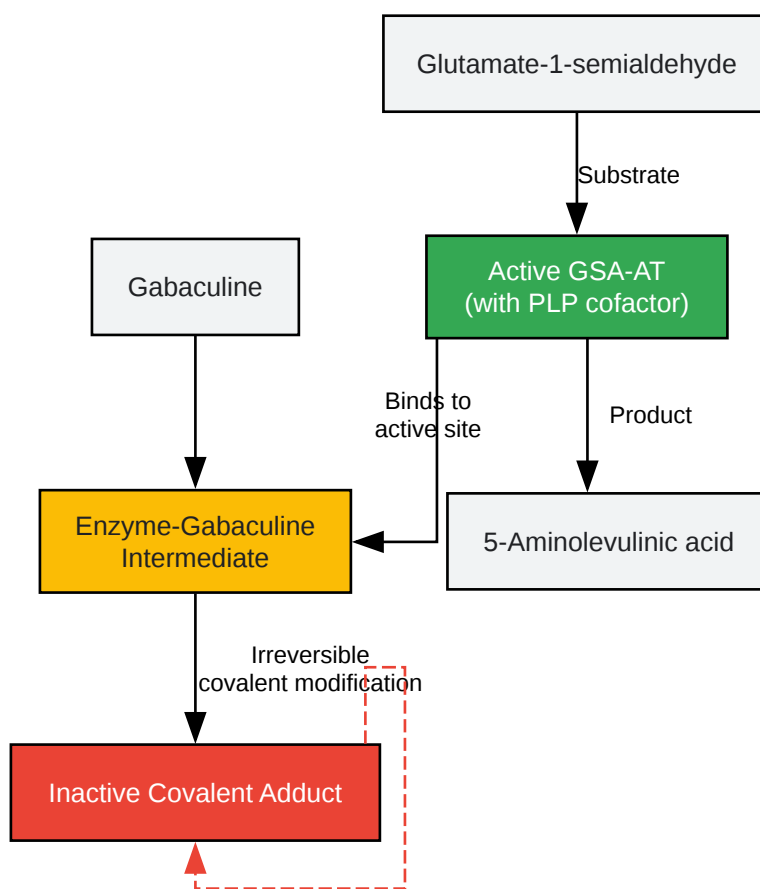 Glutamate-1-semialdehyde
Substrate
Active GSA-AT
(with PLP cofactor)
Gabaculine
Binds to
active site
Product
Enzyme-Gabaculine
Intermediate
5-Aminolevulinic acid
Irreversible
covalent modification
Inactive Covalent Adduct